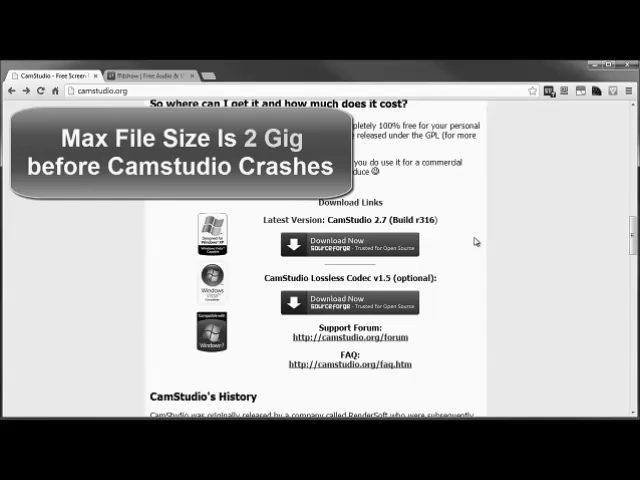 CamStudio - Free Screen
Free Audio & V
camstudio.org
So where can I get it and how much does it cost?
Max File Size Is 2 Gig
before Camstudio Crashes
pletely 100% free for your personal
e released under the GPL (for more
you do use it for a commercial
duce
Download Links
Latest Version: CamStudio 2.7 (Build r316)
Download Now
SOURCEFORGE - Trusted for Open Source
CamStudio Lossless Codec v1.5 (optional):
Download Now
SOURCEFORGE - Trusted for Open Source
Windows
Support Forum:
http://camstudio.org/forum
FAQ:
http://camstudio.org/faq.htm
CamStudio's History
CamStudio was originally released by a company called RenderSoft who were subsequently